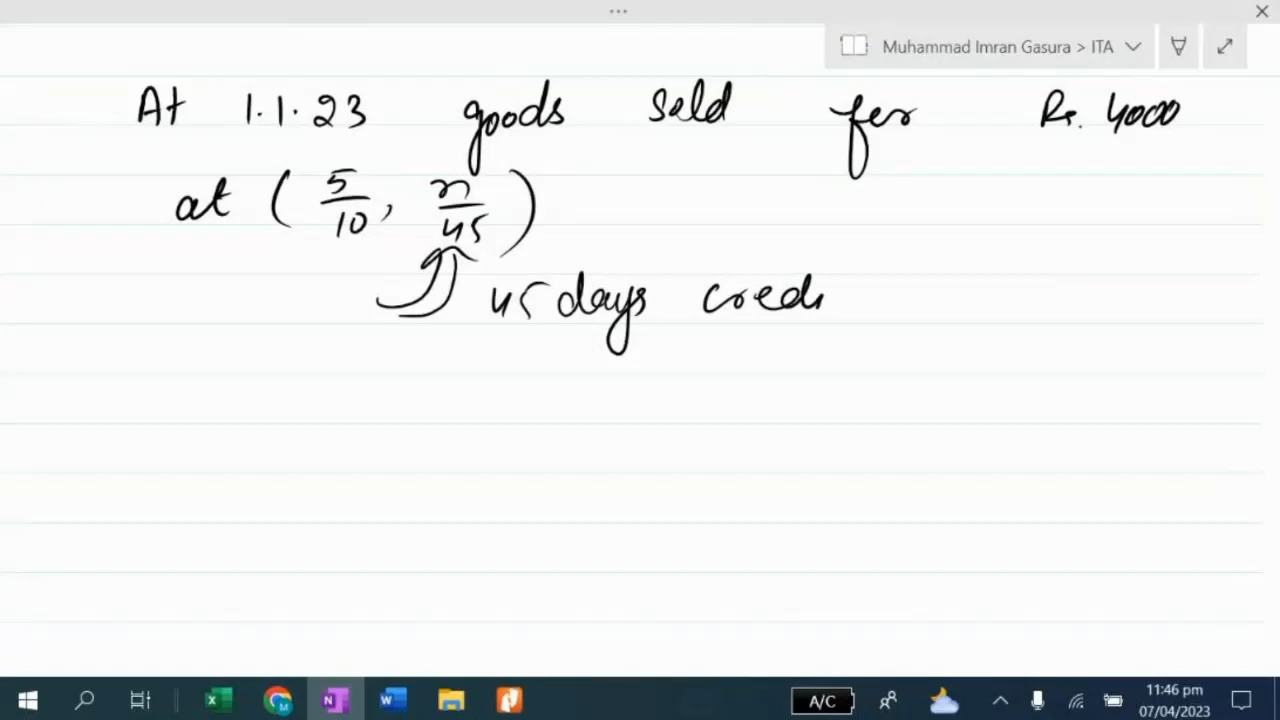 Muhammad Imran Gasura > ITA
At 1.1.23 goods sold for Rs. 4000
at ( 5/10, n/45 )
45 days credi
A/C
11:46 pm
07/04/2023